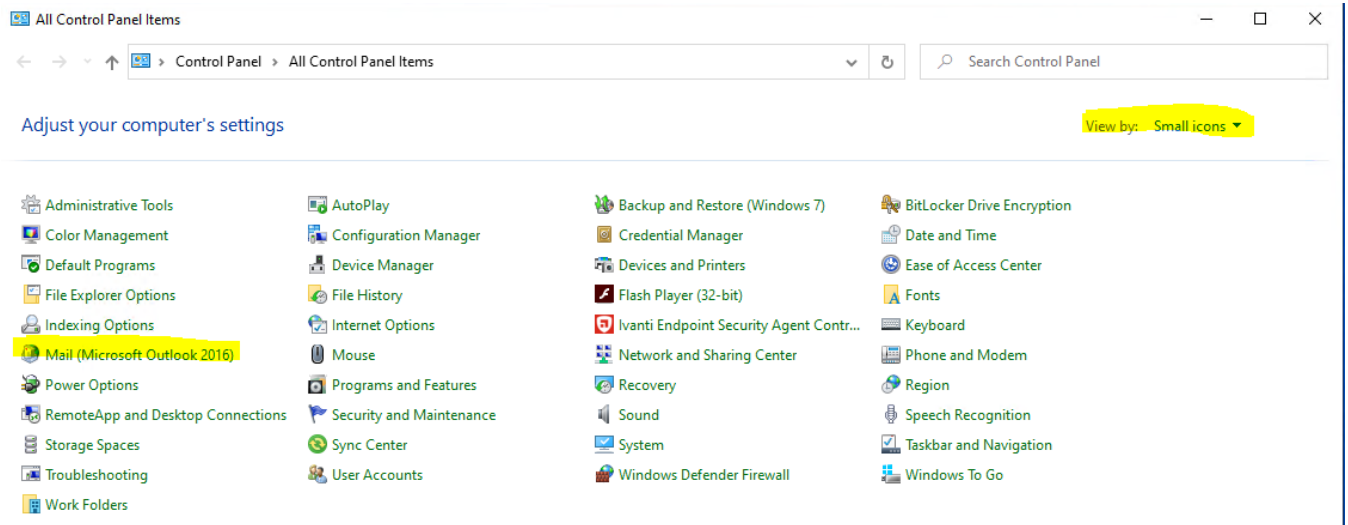 All Control Panel Items
Control Panel > All Control Panel Items
Search Control Panel
Adjust your computer's settings
View by: Small icons
Administrative Tools
AutoPlay
Backup and Restore (Windows 7)
BitLocker Drive Encryption
Color Management
Configuration Manager
Credential Manager
Date and Time
Default Programs
Device Manager
Devices and Printers
Ease of Access Center
File Explorer Options
File History
Flash Player (32-bit)
Fonts
Indexing Options
Internet Options
Ivanti Endpoint Security Agent Contr...
Keyboard
Mail (Microsoft Outlook 2016)
Mouse
Network and Sharing Center
Phone and Modem
Power Options
Programs and Features
Recovery
Region
RemoteApp and Desktop Connections
Security and Maintenance
Sound
Speech Recognition
Storage Spaces
Sync Center
System
Taskbar and Navigation
Troubleshooting
User Accounts
Windows Defender Firewall
Windows To Go
Work Folders